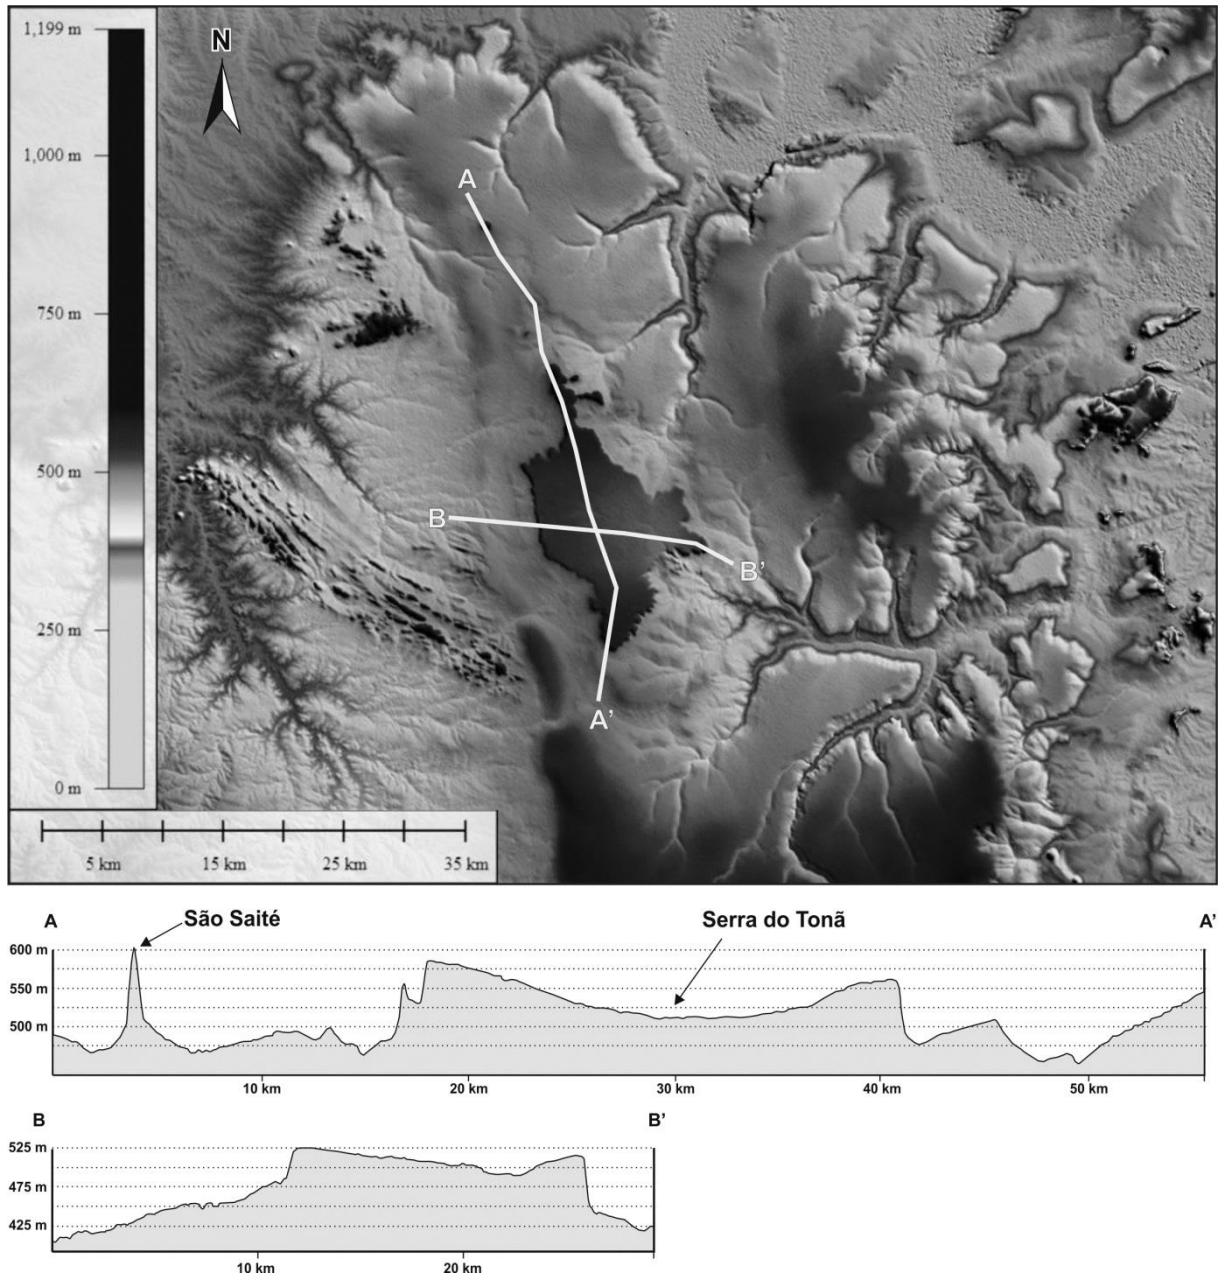 1,199 m
N
1,000 m
A
750 m
500 m
B
B’
250 m
A’
0 m
5 km 15 km 25 km 35 km
A São Saité Serra do Tonã A’
600 m
550 m
500 m
10 km 20 km 30 km 40 km 50 km
B B’
525 m
475 m
425 m
10 km 20 km